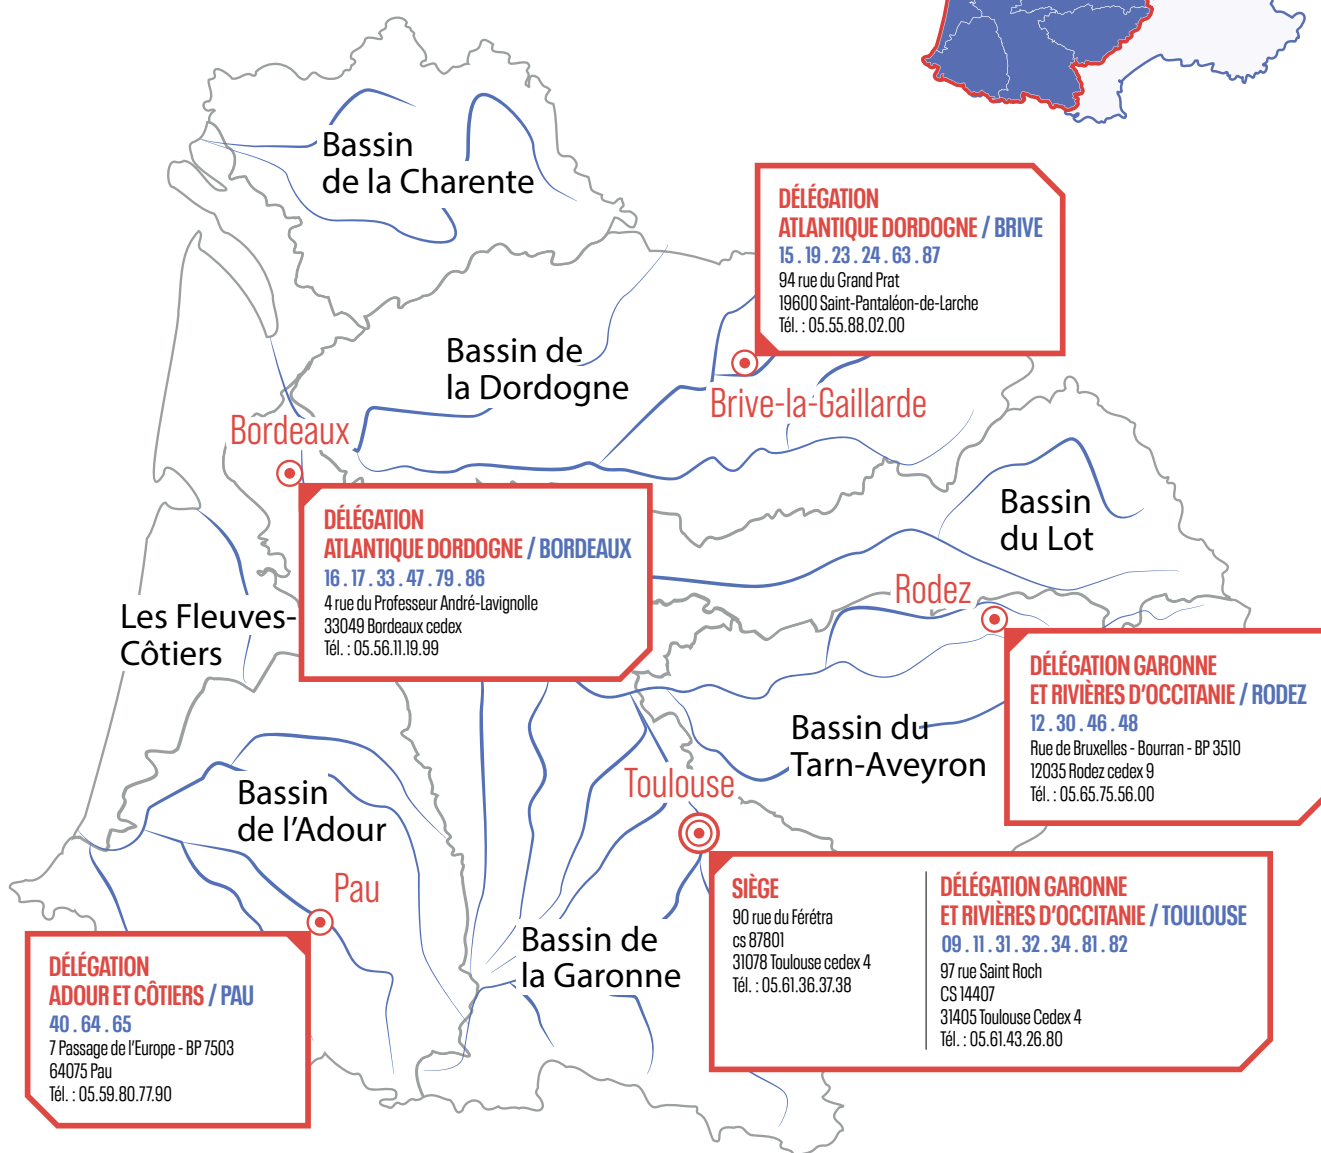 Bassin
de la Charente
DÉLÉGATION
ATLANTIQUE DORDOGNE / BRIVE
15 . 19 . 23 . 24 . 63 . 87
94 rue du Grand Prat
19600 Saint-Pantaléon-de-Larche
Tél. : 05.55.88.02.00
Bassin de
la Dordogne
Brive-la-Gaillarde
Bordeaux
DÉLÉGATION
ATLANTIQUE DORDOGNE / BORDEAUX
16 . 17 . 33 . 47 . 79 . 86
4 rue du Professeur André-Lavignolle
33049 Bordeaux cedex
Tél. : 05.56.11.19.99
Bassin
du Lot
Rodez
Les Fleuves-
Côtiers
DÉLÉGATION GARONNE
ET RIVIÈRES D'OCCITANIE / RODEZ
12 . 30 . 46 . 48
Rue de Bruxelles - Bourran - BP 3510
12035 Rodez cedex 9
Tél. : 05.65.75.56.00
Bassin du
Tarn-Aveyron
Toulouse
Bassin
de l'Adour
Pau
SIÈGE
90 rue du Férétra
cs 87801
31078 Toulouse cedex 4
Tél. : 05.61.36.37.38
DÉLÉGATION GARONNE
ET RIVIÈRES D'OCCITANIE / TOULOUSE
09 . 11 . 31 . 32 . 34 . 81 . 82
97 rue Saint Roch
CS 14407
31405 Toulouse Cedex 4
Tél. : 05.61.43.26.80
Bassin de
la Garonne
DÉLÉGATION
ADOUR ET CÔTIERS / PAU
40 . 64 . 65
7 Passage de l'Europe - BP 7503
64075 Pau
Tél. : 05.59.80.77.90